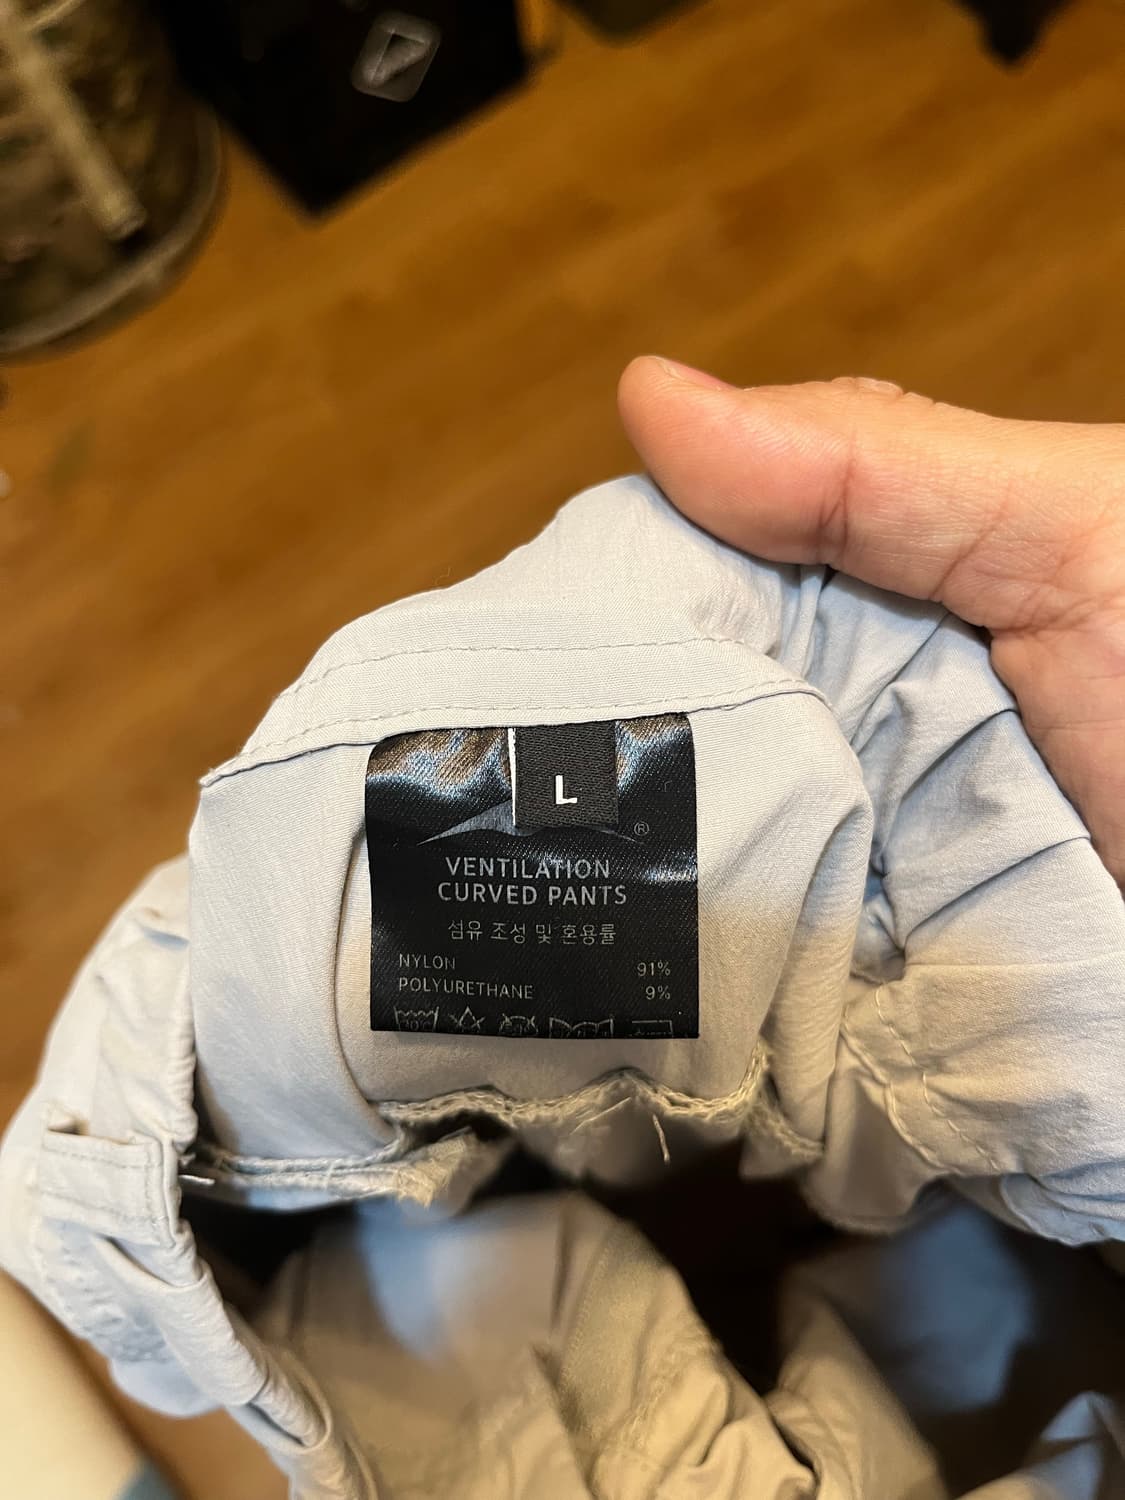 L
®
VENTILATION
CURVED PANTS
섬유 조성 및 혼용률
NYLON 91%
POLYURETHANE 9%